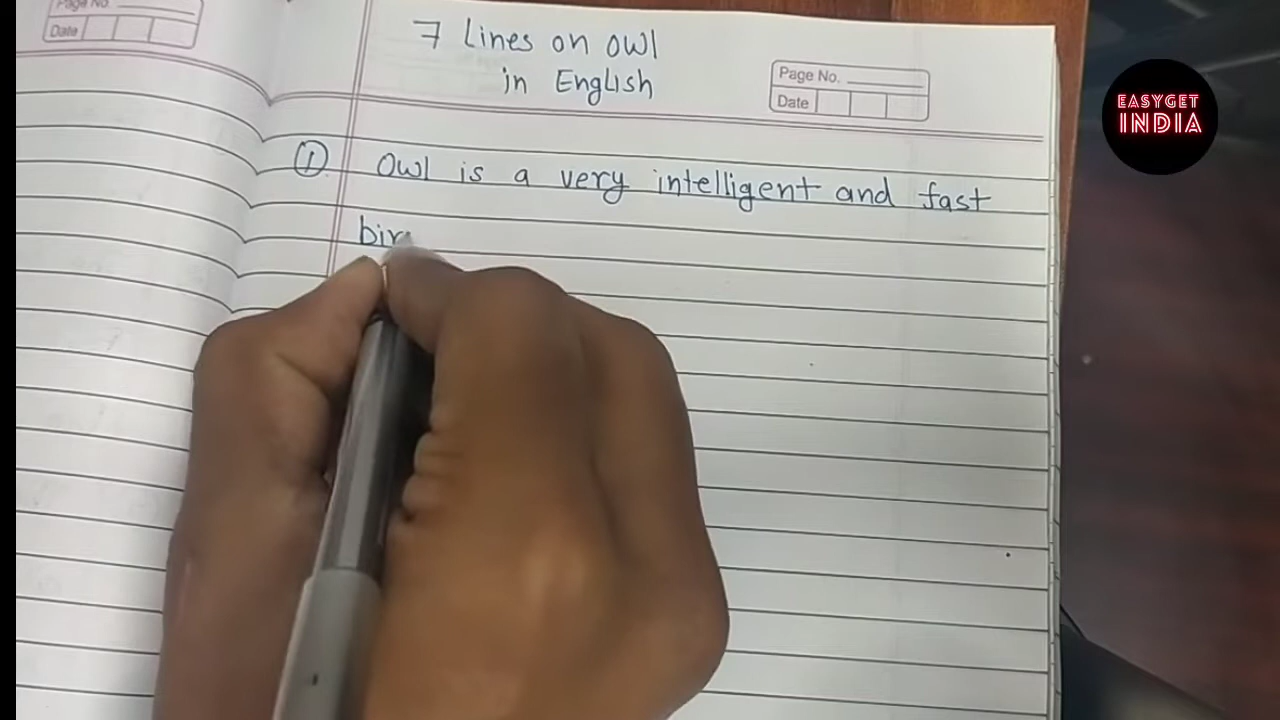 Page No.
Date
7 Lines on owl
in English
Page No.
Date
EASYGET
INDIA
① Owl is a very intelligent and fast
bir